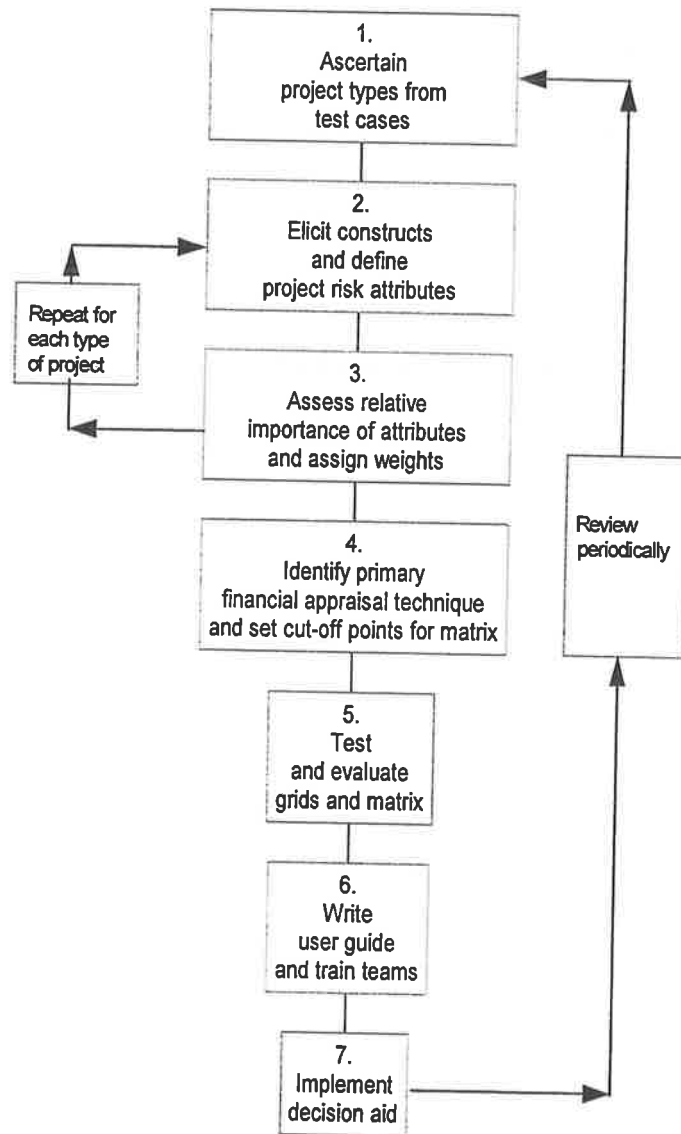 1.
Ascertain
project types from
test cases
2.
Elicit constructs
and define
project risk attributes
Repeat for
each type
of project
3.
Assess relative
importance of attributes
and assign weights
4.
Identify primary
financial appraisal technique
and set cut-off points for matrix
Review
periodically
5.
Test
and evaluate
grids and matrix
6.
Write
user guide
and train teams
7.
Implement
decision aid